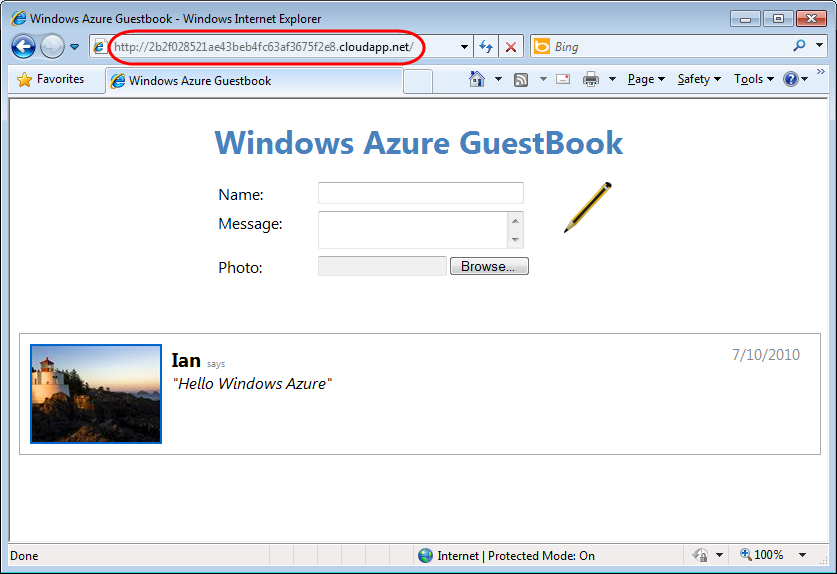 Windows Azure Guestbook - Windows Internet Explorer
http://2b2f028521ae43beb4fc63af3675f2e8.cloudapp.net/
Bing
Favorites
Windows Azure Guestbook
Page
Safety
Tools
»
Windows Azure GuestBook
Name:
Message:
Photo:
Browse...
Ian says
7/10/2010
"Hello Windows Azure"
Done
Internet | Protected Mode: On
100%